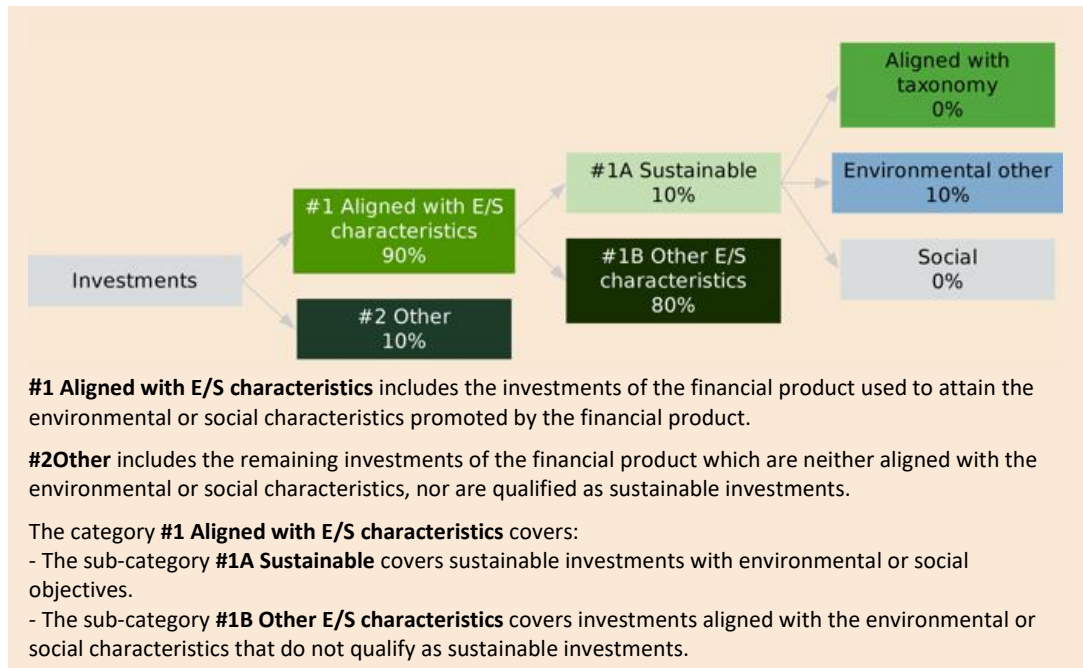 Aligned with
taxonomy
0%
#1A Sustainable
10%
Environmental other
10%
#1 Aligned with E/S
characteristics
90%
#1B Other E/S
characteristics
80%
Social
0%
Investments
#2 Other
10%
#1 Aligned with E/S characteristics includes the investments of the financial product used to attain the
environmental or social characteristics promoted by the financial product.
#2Other includes the remaining investments of the financial product which are neither aligned with the
environmental or social characteristics, nor are qualified as sustainable investments.
The category #1 Aligned with E/S characteristics covers:
- The sub-category #1A Sustainable covers sustainable investments with environmental or social
objectives.
- The sub-category #1B Other E/S characteristics covers investments aligned with the environmental or
social characteristics that do not qualify as sustainable investments.